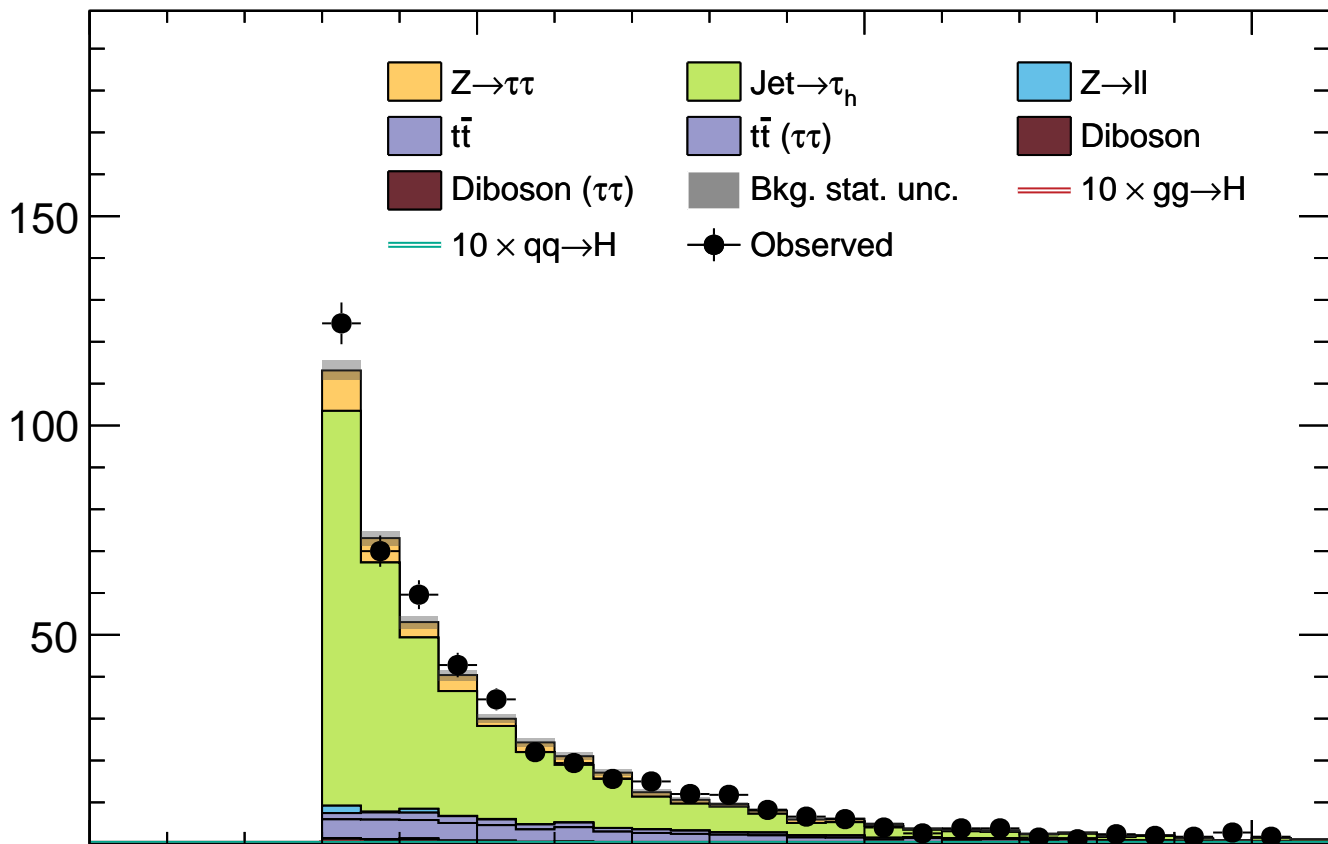 Z→ττ Jet→τ_h Z→ll
tt̄ tt̄ (ττ) Diboson
Diboson (ττ) Bkg. stat. unc. 10 × gg→H
10 × qq→H Observed
150
100
50